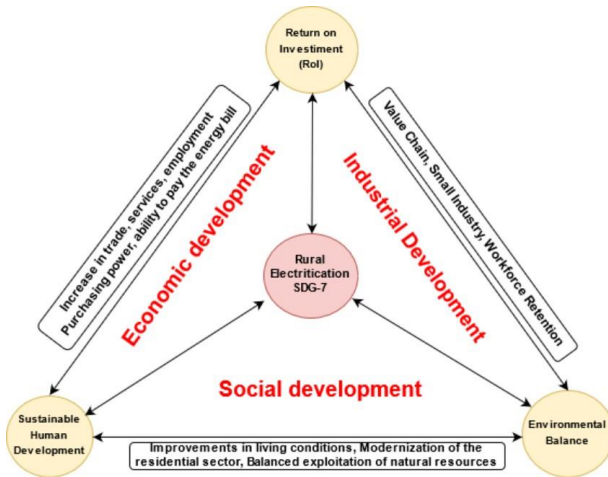 Return on
Investiment
(RoI)
Increase in trade, services, employment
Purchasing power, ability to pay the energy bill
Value Chain, Small Industry, Workforce Retention
Economic development
Industrial Development
Rural
Electritication
SDG-7
Social development
Sustainable
Human
Development
Environmental
Balance
Improvements in living conditions, Modernization of the
residential sector, Balanced exploitation of natural resources